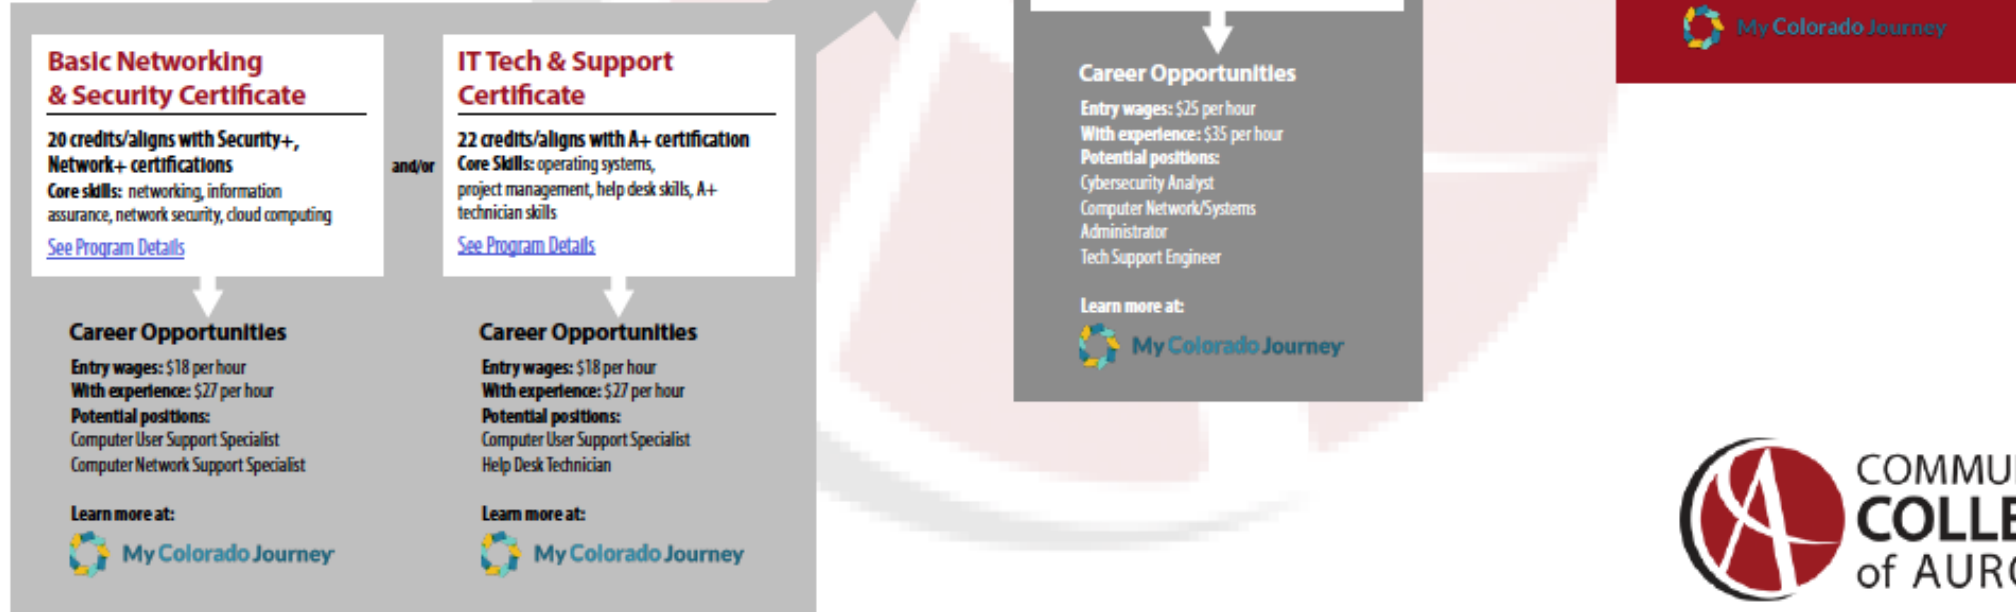 Basic Networking
& Security Certificate
20 credits/aligns with Security+,
Network+ certifications
Core skills: networking, information
assurance, network security, cloud computing
See Program Details
Career Opportunities
Entry wages: $18 per hour
With experience: $27 per hour
Potential positions:
Computer User Support Specialist
Computer Network Support Specialist
Learn more at:
My Colorado Journey
and/or
IT Tech & Support
Certificate
22 credits/aligns with A+ certification
Core Skills: operating systems,
project management, help desk skills, A+
technician skills
See Program Details
Career Opportunities
Entry wages: $18 per hour
With experience: $27 per hour
Potential positions:
Computer User Support Specialist
Help Desk Technician
Learn more at:
My Colorado Journey
Career Opportunities
Entry wages: $25 per hour
With experience: $35 per hour
Potential positions:
Cybersecurity Analyst
Computer Network/Systems
Administrator
Tech Support Engineer
Learn more at:
My Colorado Journey
My Colorado Journey
of